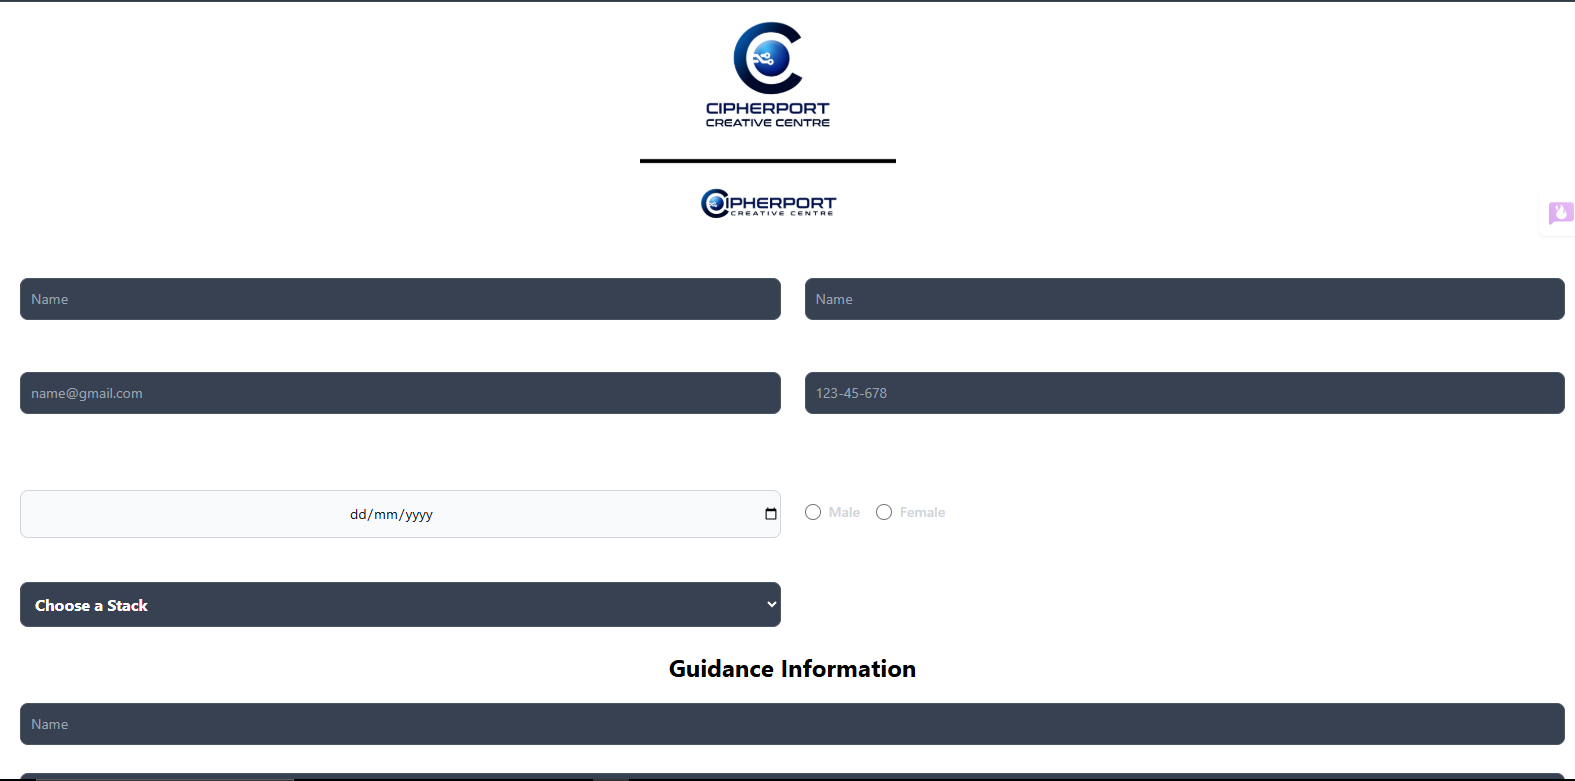 CIPHERPORT
CREATIVE CENTRE
CIPHERPORT
CREATIVE CENTRE
Name
Name
name@gmail.com
123-45-678
dd/mm/yyyy
Male
Female
Choose a Stack
Guidance Information
Name